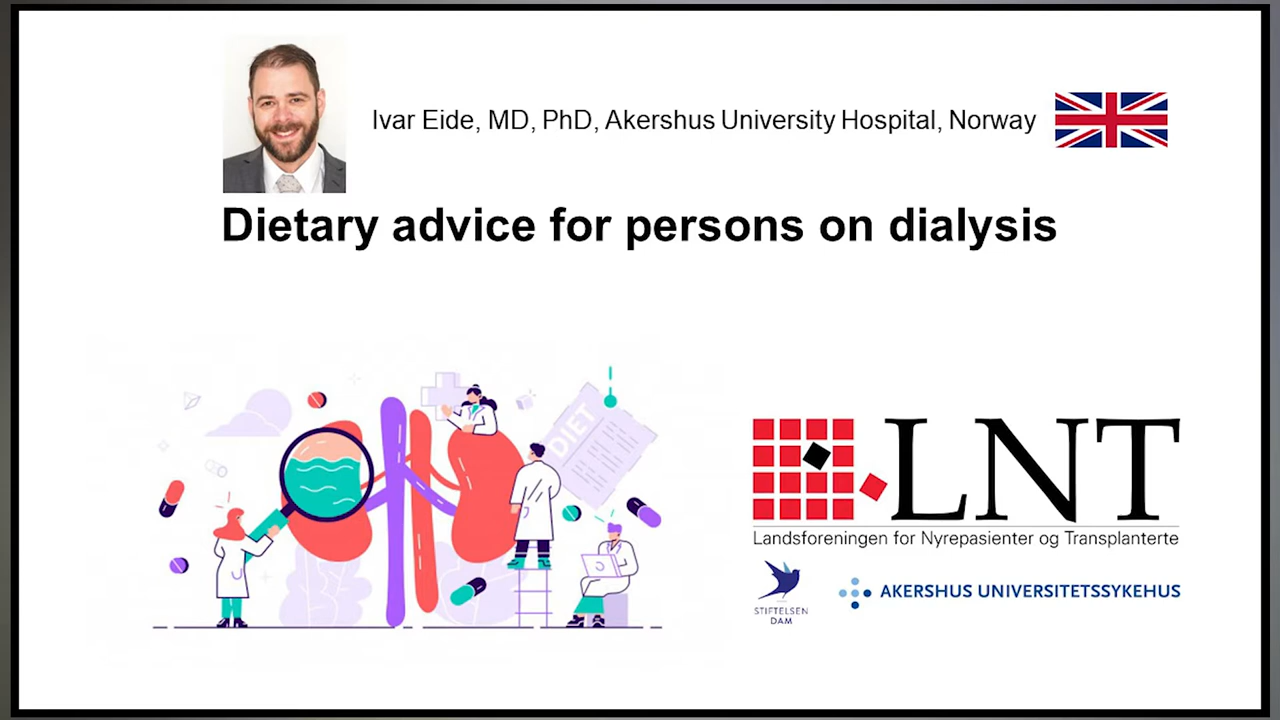 Ivar Eide, MD, PhD, Akershus University Hospital, Norway
Dietary advice for persons on dialysis
DIET
LNT
Landsforeningen for Nyrepasienter og Transplanterte
STIFTELSEN
DAM
AKERSHUS UNIVERSITETSSYKEHUS